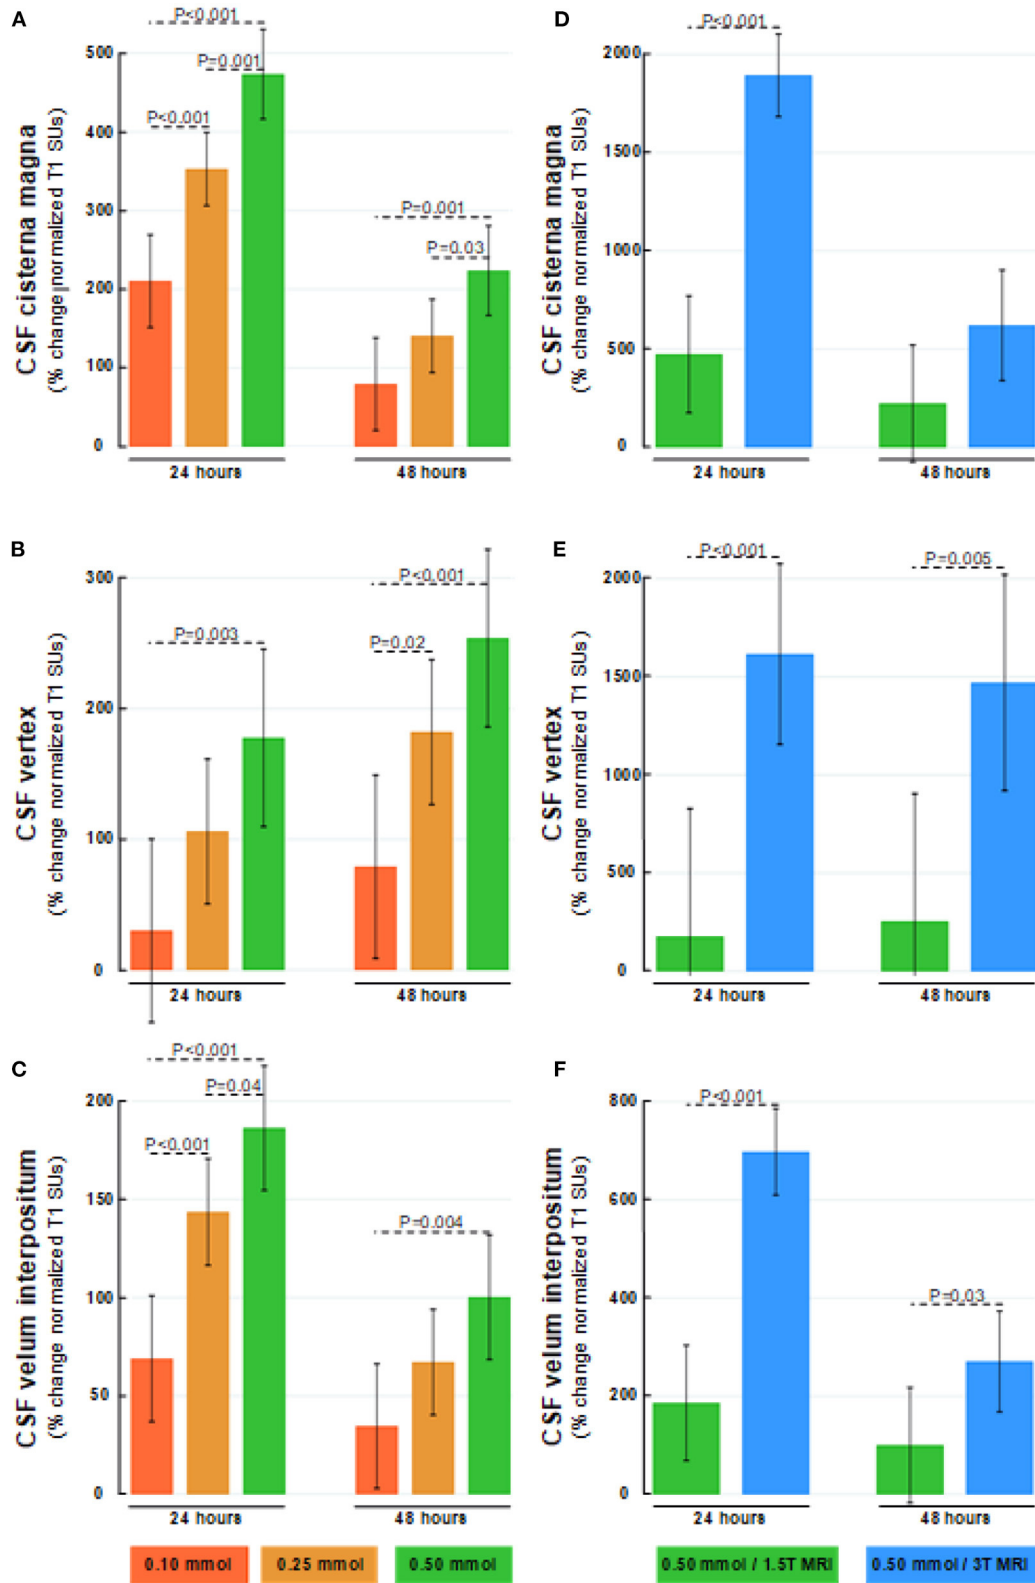 A
CSF cisterna magna
(% change normalized T1 SUs)
500
400
300
200
100
0
P<0.001
P=0.001
P<0.001
P=0.001
P=0.03
24 hours
48 hours
D
CSF cisterna magna
(% change normalized T1 SUs)
2000
1500
1000
500
0
P<0.001
24 hours
48 hours
B
CSF vertex
(% change normalized T1 SUs)
300
200
100
0
P=0.003
P<0.001
P=0.02
24 hours
48 hours
E
CSF vertex
(% change normalized T1 SUs)
2000
1500
1000
500
0
P<0.001
P=0.005
24 hours
48 hours
C
CSF velum interpositum
(% change normalized T1 SUs)
200
150
100
50
0
P<0.001
P=0.04
P<0.001
P=0.004
24 hours
48 hours
F
CSF velum interpositum
(% change normalized T1 SUs)
800
600
400
200
0
P<0.001
P=0.03
24 hours
48 hours
0.10 mmol
0.25 mmol
0.50 mmol
0.50 mmol / 1.5T MRI
0.50 mmol / 3T MRI